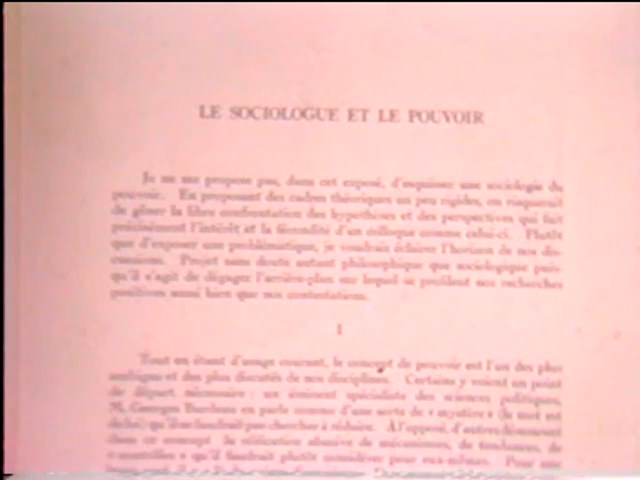 LE SOCIOLOGUE ET LE POUVOIR
Je ne me propose pas, dans cet exposé, d'esquisser une sociologie du
pouvoir. En proposant des cadres théoriques un peu rigides, on risquerait
de gêner la libre confrontation des hypothèses et des perspectives qui fait
précisément l'intérêt et la fécondité d'un colloque comme celui-ci. Plutôt
que d'exposer une problématique, je voudrais éclairer l'horizon de nos dis-
cussions. Projet sans doute autant philosophique que sociologique puis-
qu'il s'agit de dégager l'arrière-plan sur lequel se profilent nos recherches
positives aussi bien que nos contestations.
I
Tout en étant d'usage courant, le concept de pouvoir est l'un des plus
ambigus et des plus discutés de nos disciplines. Certains y voient un point
de départ nécessaire : un éminent spécialiste des sciences politiques,
M. Georges Burdeau en parle comme d'une sorte de « mystère » (le mot est
qu'il ne faudrait pas chercher à réduire. À l'opposé, d'autres dénoncent
dans ce concept la réification abusive de mécanismes, de tendances, de
« contrôles » qu'il faudrait plutôt considérer pour eux-mêmes. Pour